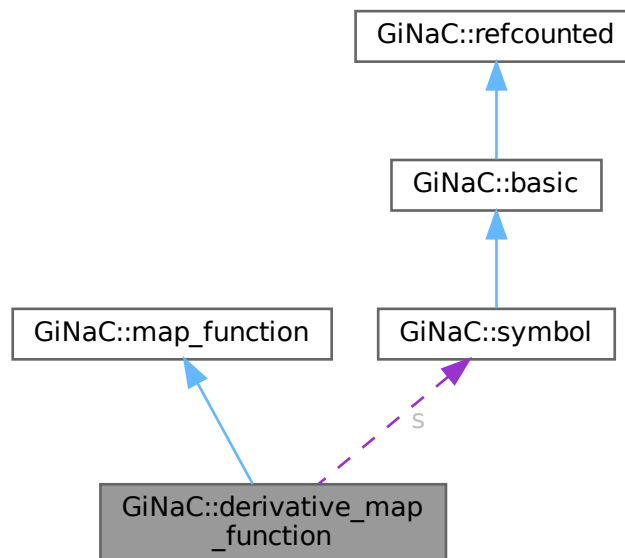 GiNaC::refcounted
GiNaC::basic
GiNaC::map_function
GiNaC::symbol
s
GiNaC::derivative_map
_function